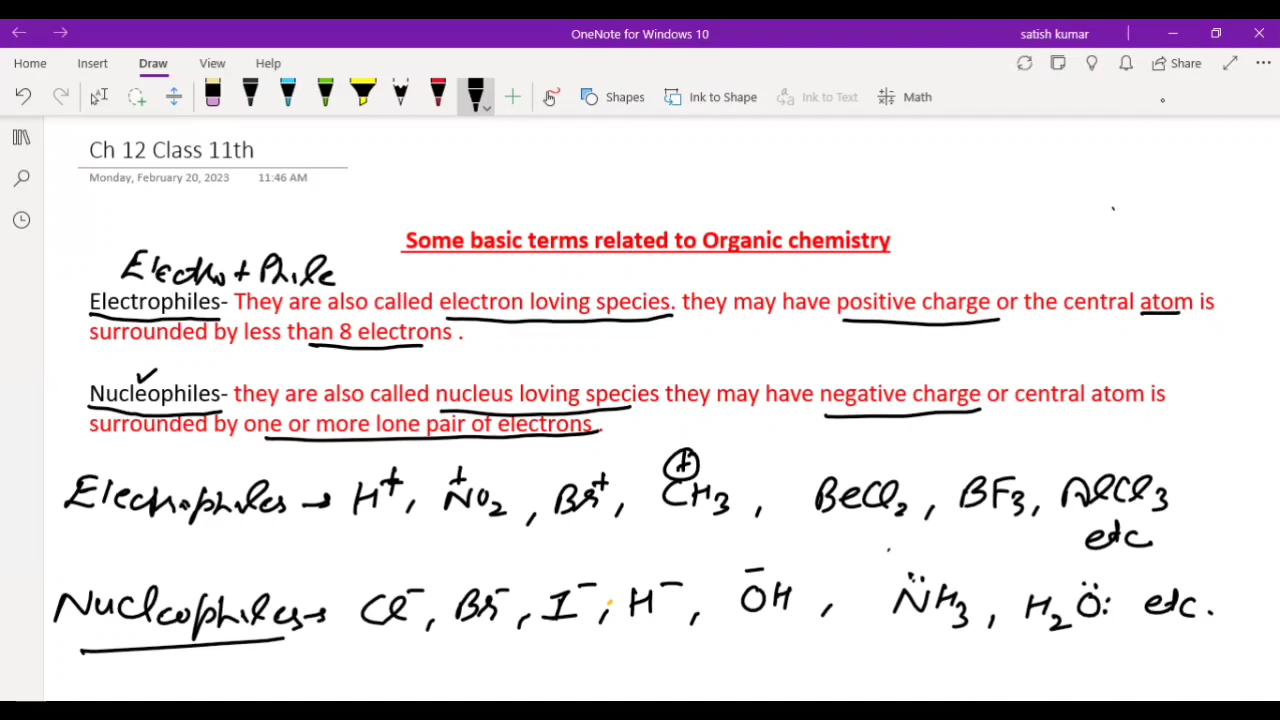 OneNote for Windows 10
satish kumar
Home Insert Draw View Help
Share
Shapes Ink to Shape Ink to Text Math
Ch 12 Class 11th
Monday, February 20, 2023 11:46 AM
Some basic terms related to Organic chemistry
Electro + Phile
Electrophiles- They are also called electron loving species. they may have positive charge or the central atom is
surrounded by less than 8 electrons .
Nucleophiles- they are also called nucleus loving species they may have negative charge or central atom is
surrounded by one or more lone pair of electrons .
Electrophiles → H⁺, N⁺O₂, Br⁺, C⁺H₃, BeCl₂, BF₃, AlCl₃
etc
Nucleophiles → Cl⁻, Br⁻, I⁻, H⁻, O⁻H, N̈H₃, H₂Ö: etc.